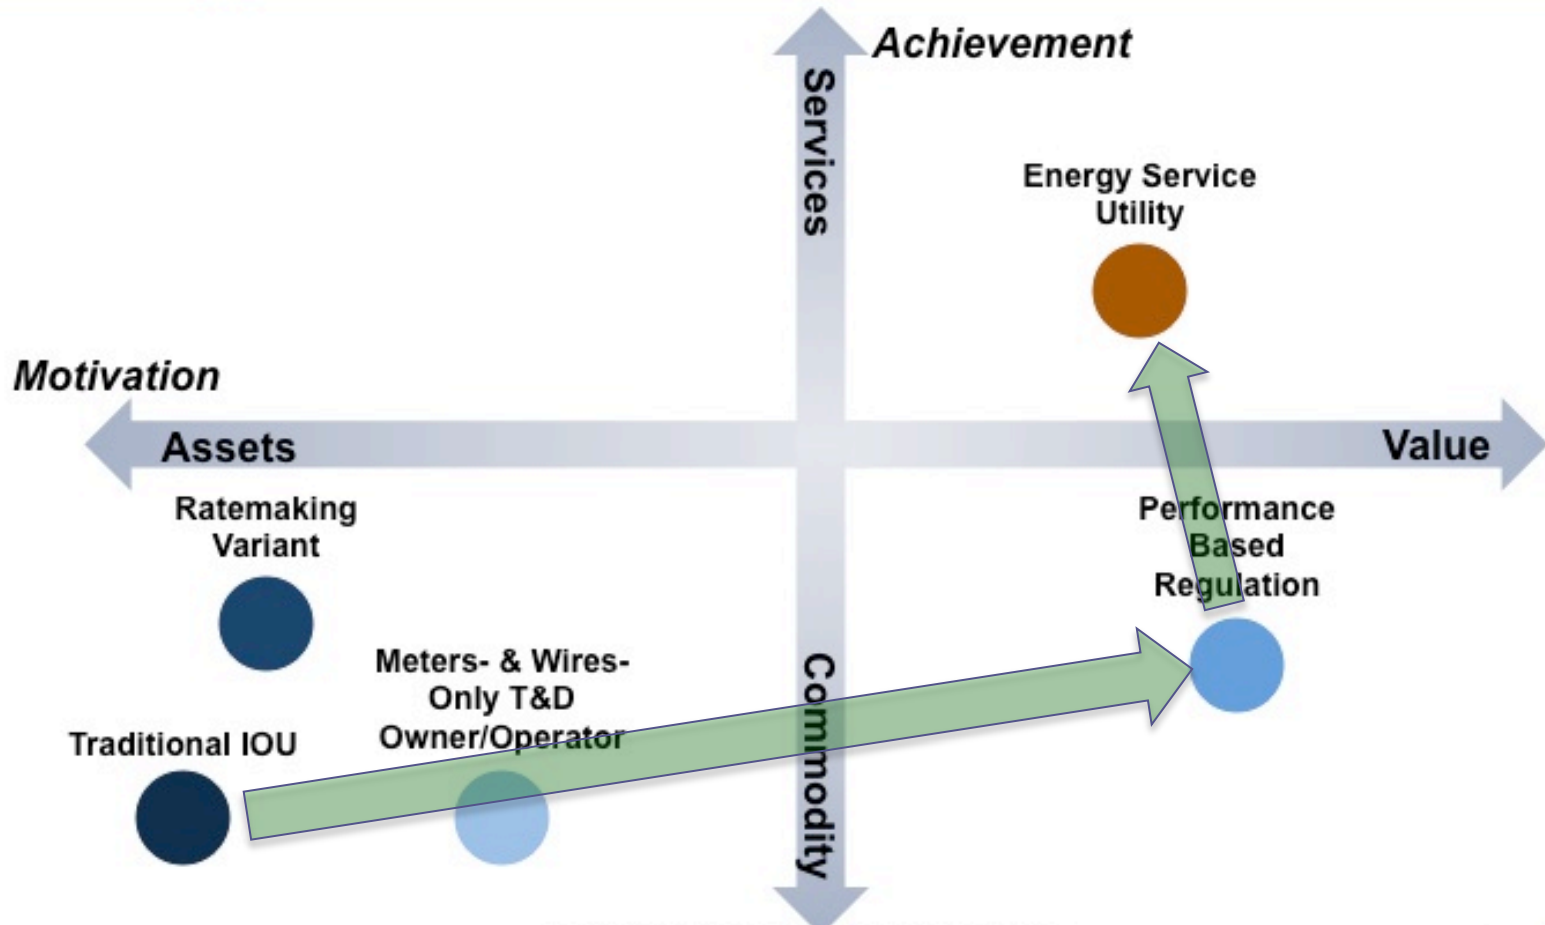 Achievement
Services
Energy Service
Utility
Motivation
Assets
Value
Ratemaking
Variant
Performance
Based
Regulation
Meters- & Wires-
Only T&D
Owner/Operator
Commodity
Traditional IOU